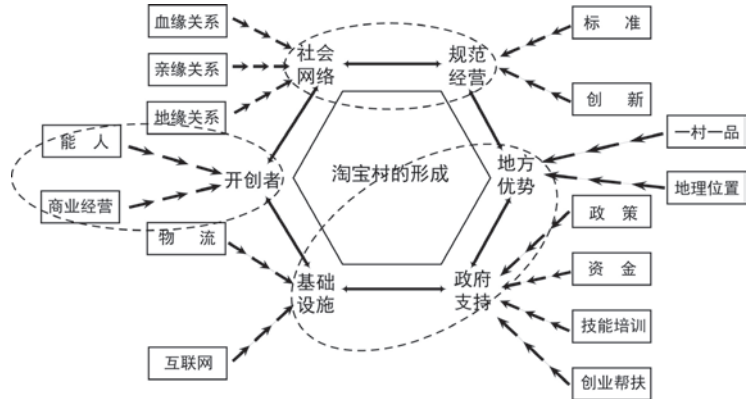 血缘关系
亲缘关系
地缘关系
社会
网络
规范
经营
标 准
创 新
能 人
商业经营
开创者
淘宝村的形成
地方
优势
一村一品
地理位置
物 流
互联网
基础
设施
政府
支持
政 策
资 金
技能培训
创业帮扶